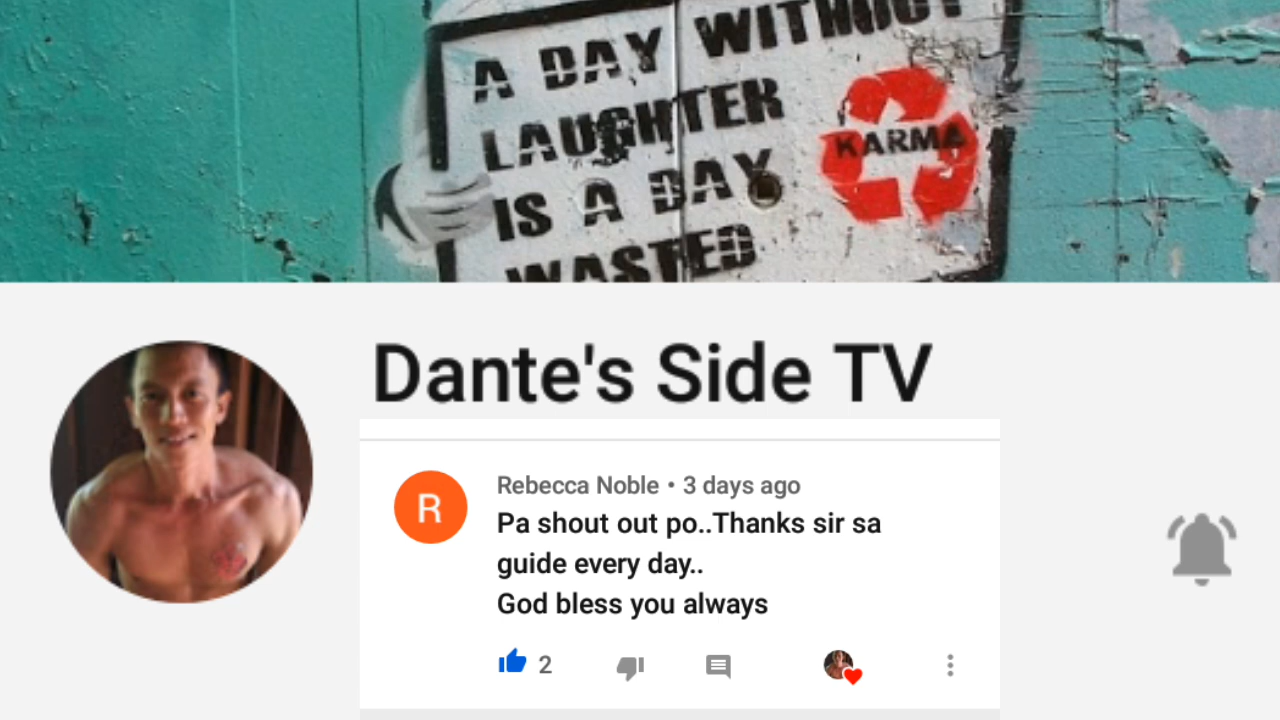 A DAY WITHOUT
LAUGHTER
KARMA
IS A DAY
WASTED
Dante's Side TV
R
Rebecca Noble • 3 days ago
Pa shout out po..Thanks sir sa
guide every day..
God bless you always
2